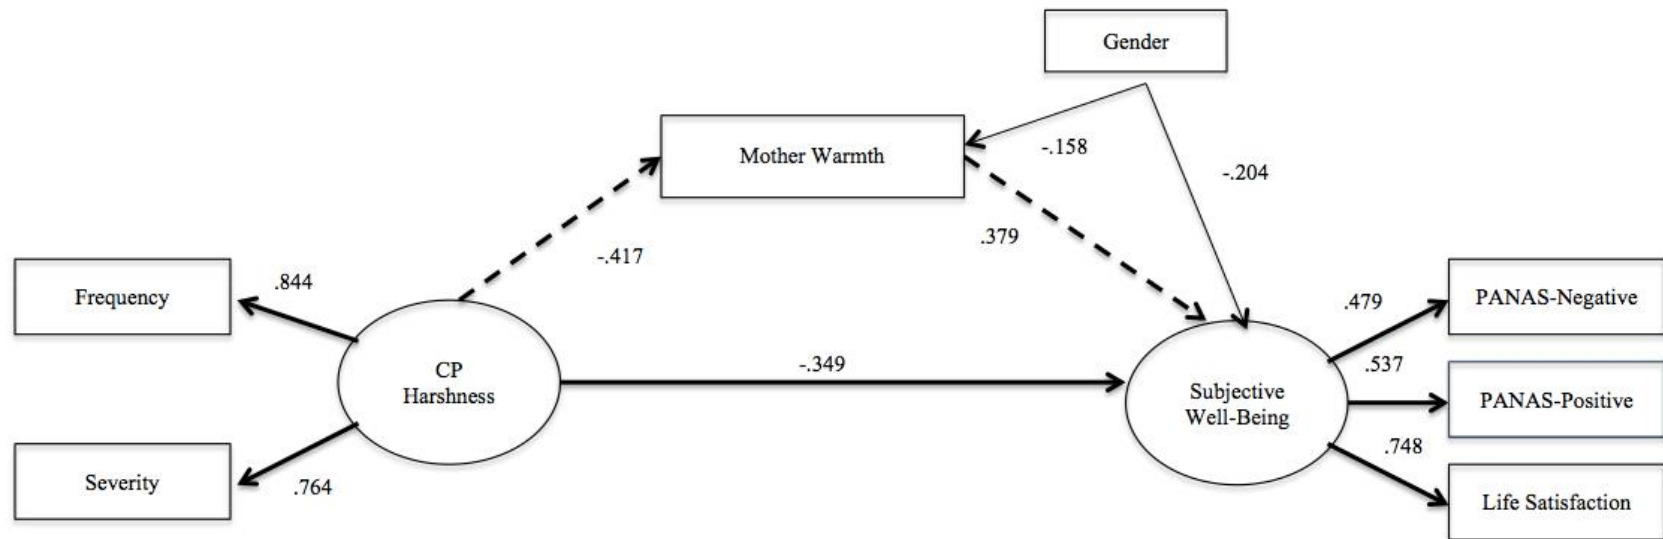 Gender
Mother Warmth
-.158
-.204
-.417
.379
Frequency
.844
CP
Harshness
-.349
Severity
.764
Subjective
Well-Being
.479
PANAS-Negative
.537
PANAS-Positive
.748
Life Satisfaction